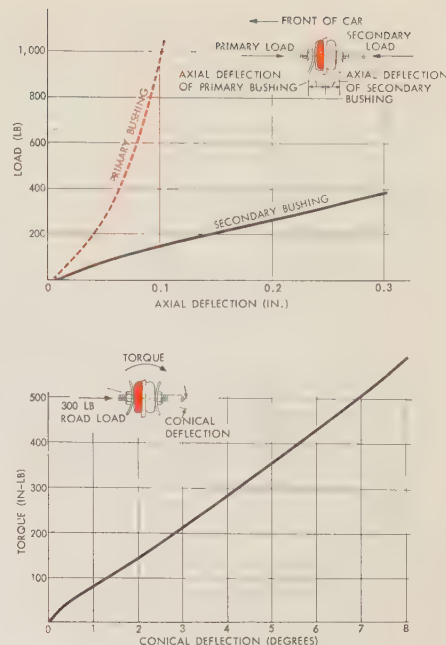 ← FRONT OF CAR
PRIMARY LOAD
SECONDARY
LOAD
AXIAL DEFLECTION
OF PRIMARY BUSHING
AXIAL DEFLECTION
OF SECONDARY
BUSHING
1,000
800
600
400
200
0
0.1
0.2
0.3
LOAD (LB)
PRIMARY BUSHING
SECONDARY BUSHING
AXIAL DEFLECTION (IN.)
TORQUE
300 LB
ROAD LOAD
CONICAL
DEFLECTION
500
400
300
200
100
0
1
2
3
4
5
6
7
8
TORQUE (IN-LB)
CONICAL DEFLECTION (DEGREES)